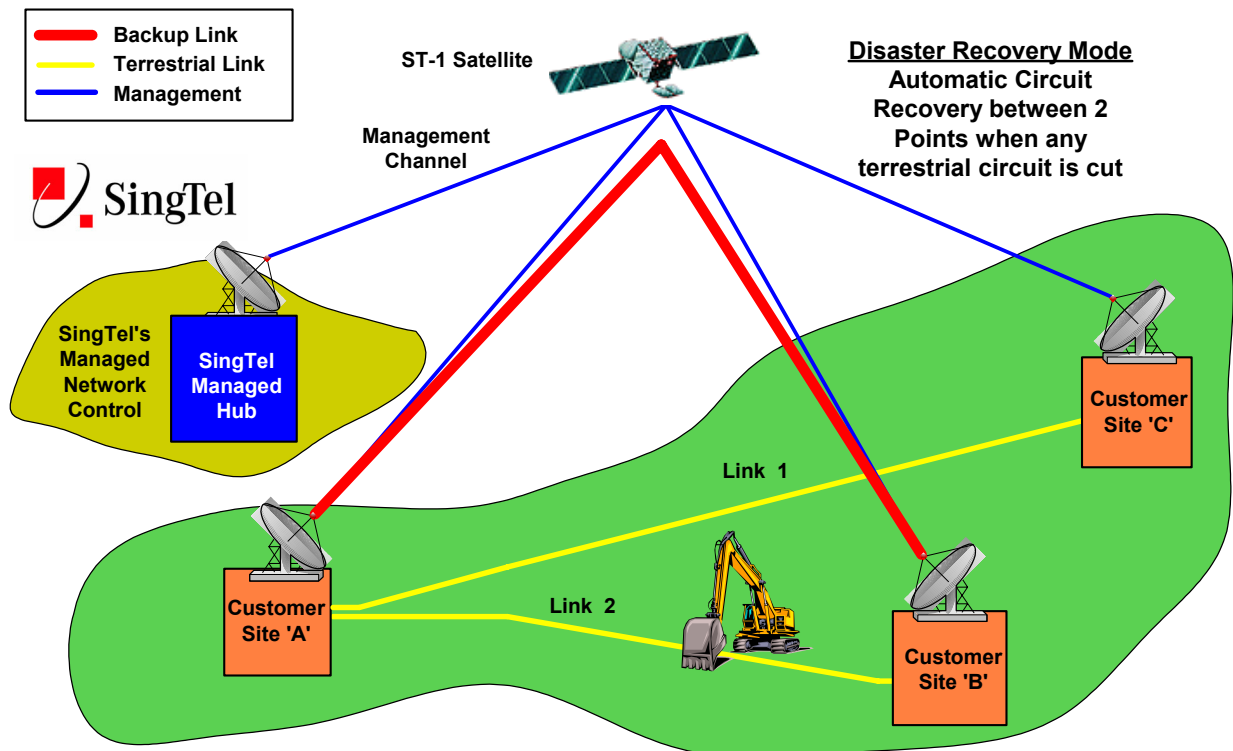 Backup Link
Terrestrial Link
Management
ST-1 Satellite
Disaster Recovery Mode
Automatic Circuit
Recovery between 2
Points when any
terrestrial circuit is cut
Management
Channel
SingTel
SingTel's
Managed
Network
Control
SingTel
Managed
Hub
Customer
Site 'C'
Link 1
Customer
Site 'A'
Link 2
Customer
Site 'B'